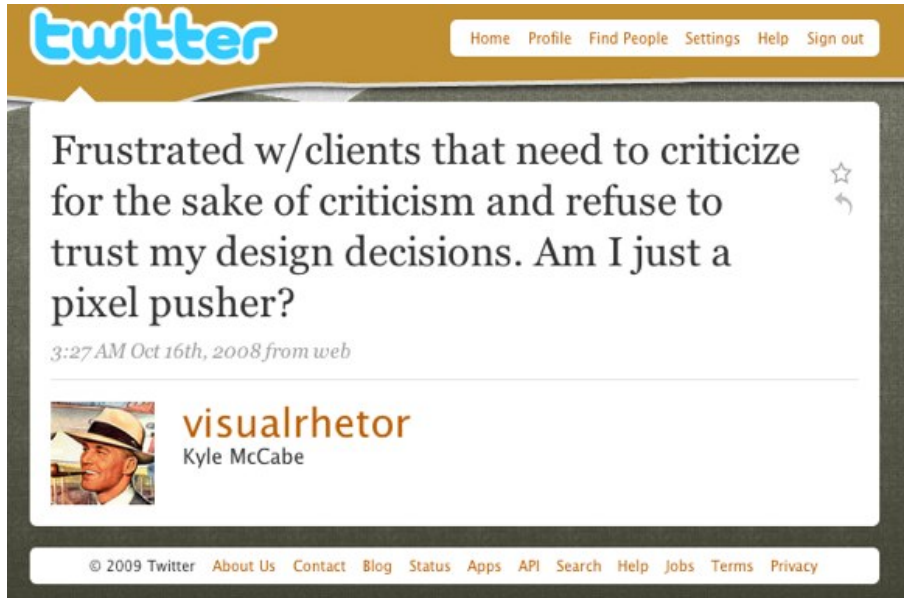 twitter
Home Profile Find People Settings Help Sign out
Frustrated w/clients that need to criticize
for the sake of criticism and refuse to
trust my design decisions. Am I just a
pixel pusher?
3:27 AM Oct 16th, 2008 from web
visualrhetor
Kyle McCabe
© 2009 Twitter About Us Contact Blog Status Apps API Search Help Jobs Terms Privacy